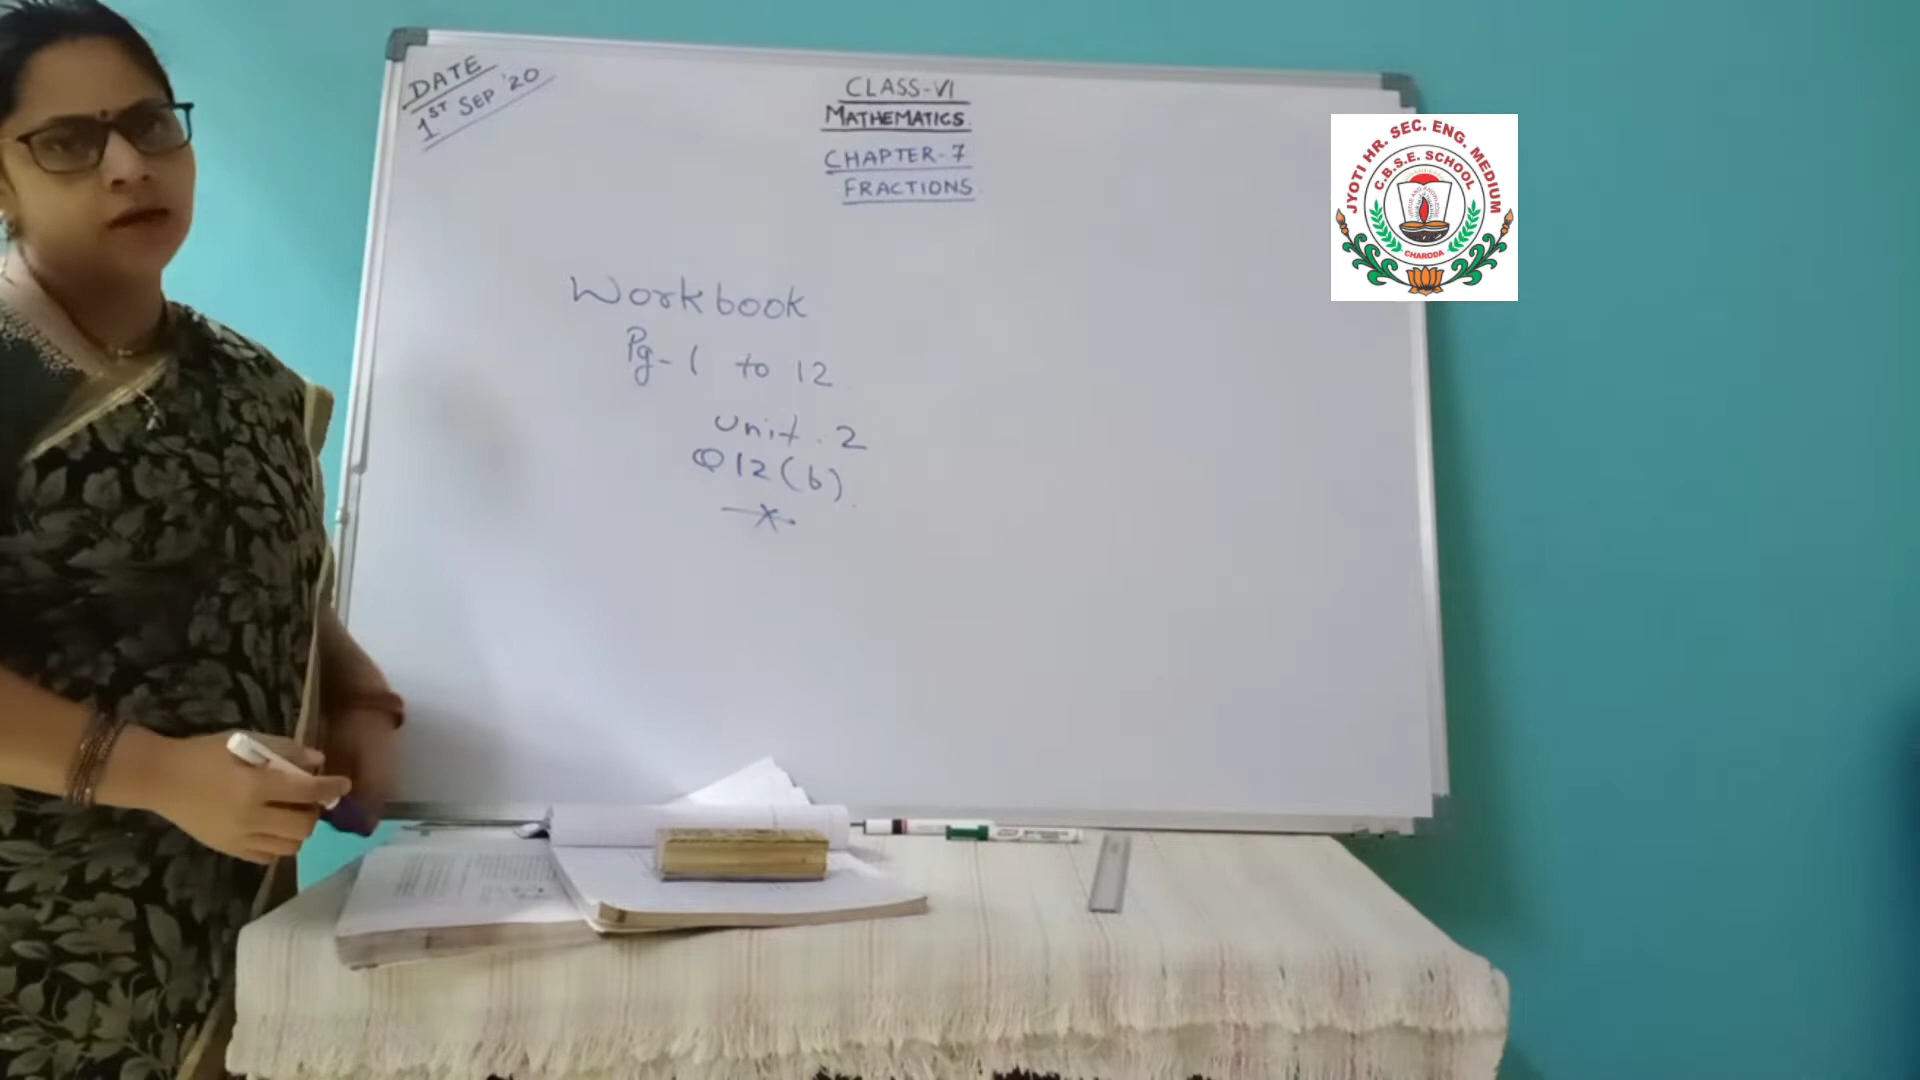 DATE
1ST SEP '20
CLASS-VI
MATHEMATICS
CHAPTER-7
FRACTIONS
Workbook
Pg-1 to 12
Unit. 2
Q12(b).
JYOTI HR. SEC. ENG. MEDIUM
C.B.S.E. SCHOOL
CHARODA